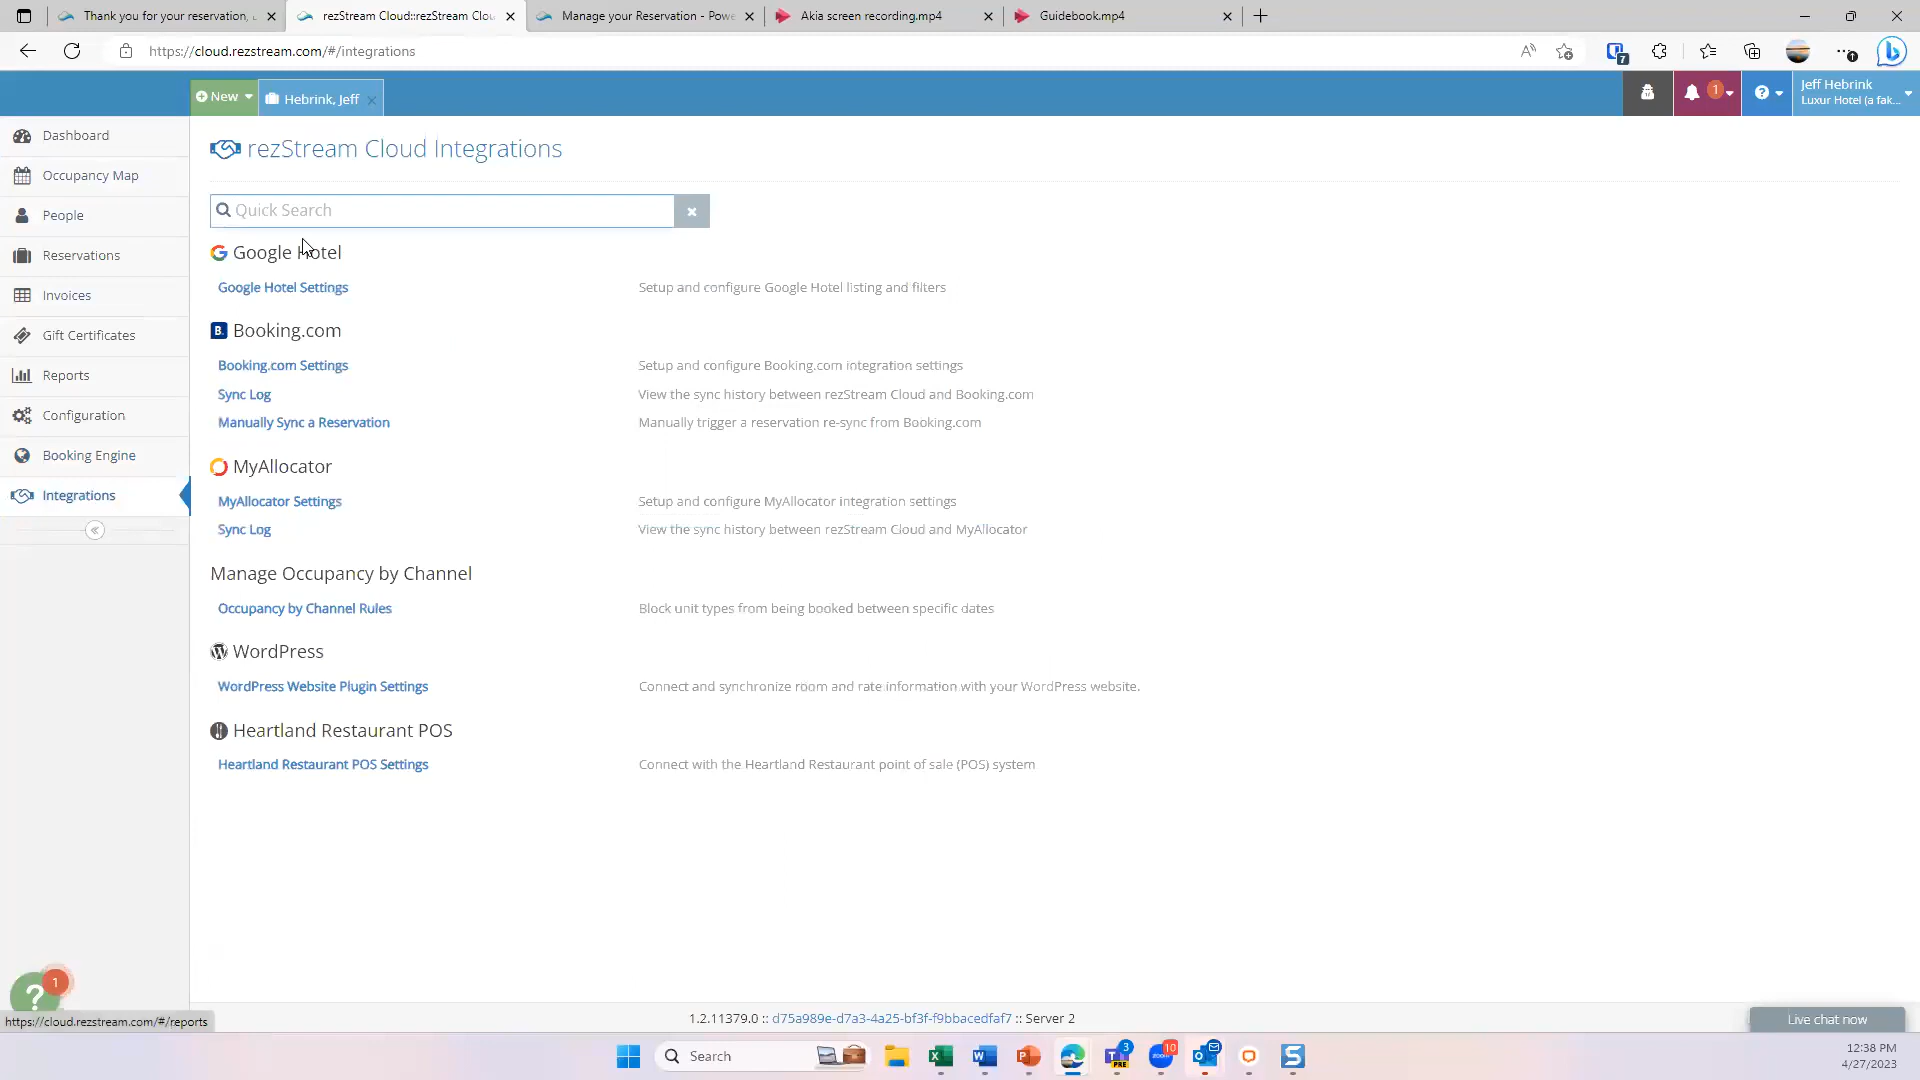 Thank you for your reservation,
rezStream Cloud::rezStream Clou
Manage your Reservation - Powe
Akia screen recording.mp4
Guidebook.mp4
https://cloud.rezstream.com/#/integrations
7
1
New
Hebrink, Jeff
1
Jeff Hebrink
Luxur Hotel (a fak...
Dashboard
Occupancy Map
People
Reservations
Invoices
Gift Certificates
Reports
Configuration
Booking Engine
Integrations
rezStream Cloud Integrations
Quick Search
Google Hotel
Google Hotel Settings
Setup and configure Google Hotel listing and filters
B. Booking.com
Booking.com Settings
Setup and configure Booking.com integration settings
Sync Log
View the sync history between rezStream Cloud and Booking.com
Manually Sync a Reservation
Manually trigger a reservation re-sync from Booking.com
MyAllocator
MyAllocator Settings
Setup and configure MyAllocator integration settings
Sync Log
View the sync history between rezStream Cloud and MyAllocator
Manage Occupancy by Channel
Occupancy by Channel Rules
Block unit types from being booked between specific dates
WordPress
WordPress Website Plugin Settings
Connect and synchronize room and rate information with your WordPress website.
Heartland Restaurant POS
Heartland Restaurant POS Settings
Connect with the Heartland Restaurant point of sale (POS) system
? 1
https://cloud.rezstream.com/#/reports
1.2.11379.0 :: d75a989e-d7a3-4a25-bf3f-f9bbacedfaf7 :: Server 2
Live chat now
Search
3
PRE
10
12:38 PM
4/27/2023